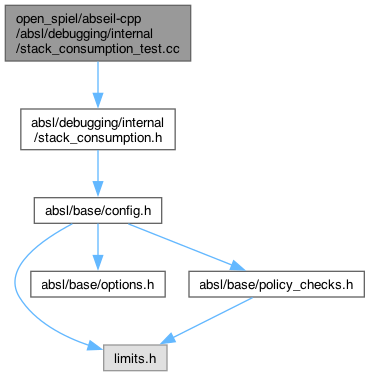 open_spiel/abseil-cpp
/absl/debugging/internal
/stack_consumption_test.cc
absl/debugging/internal
/stack_consumption.h
absl/base/config.h
absl/base/options.h
absl/base/policy_checks.h
limits.h